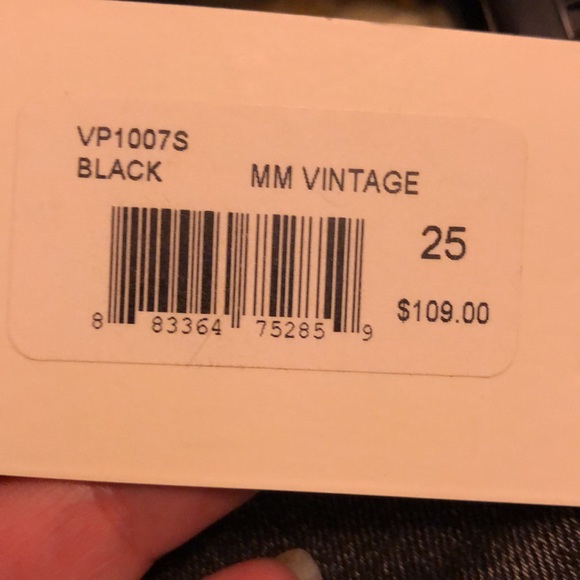 VP1007S
BLACK MM VINTAGE
25
$109.00
8 83364 75285 9